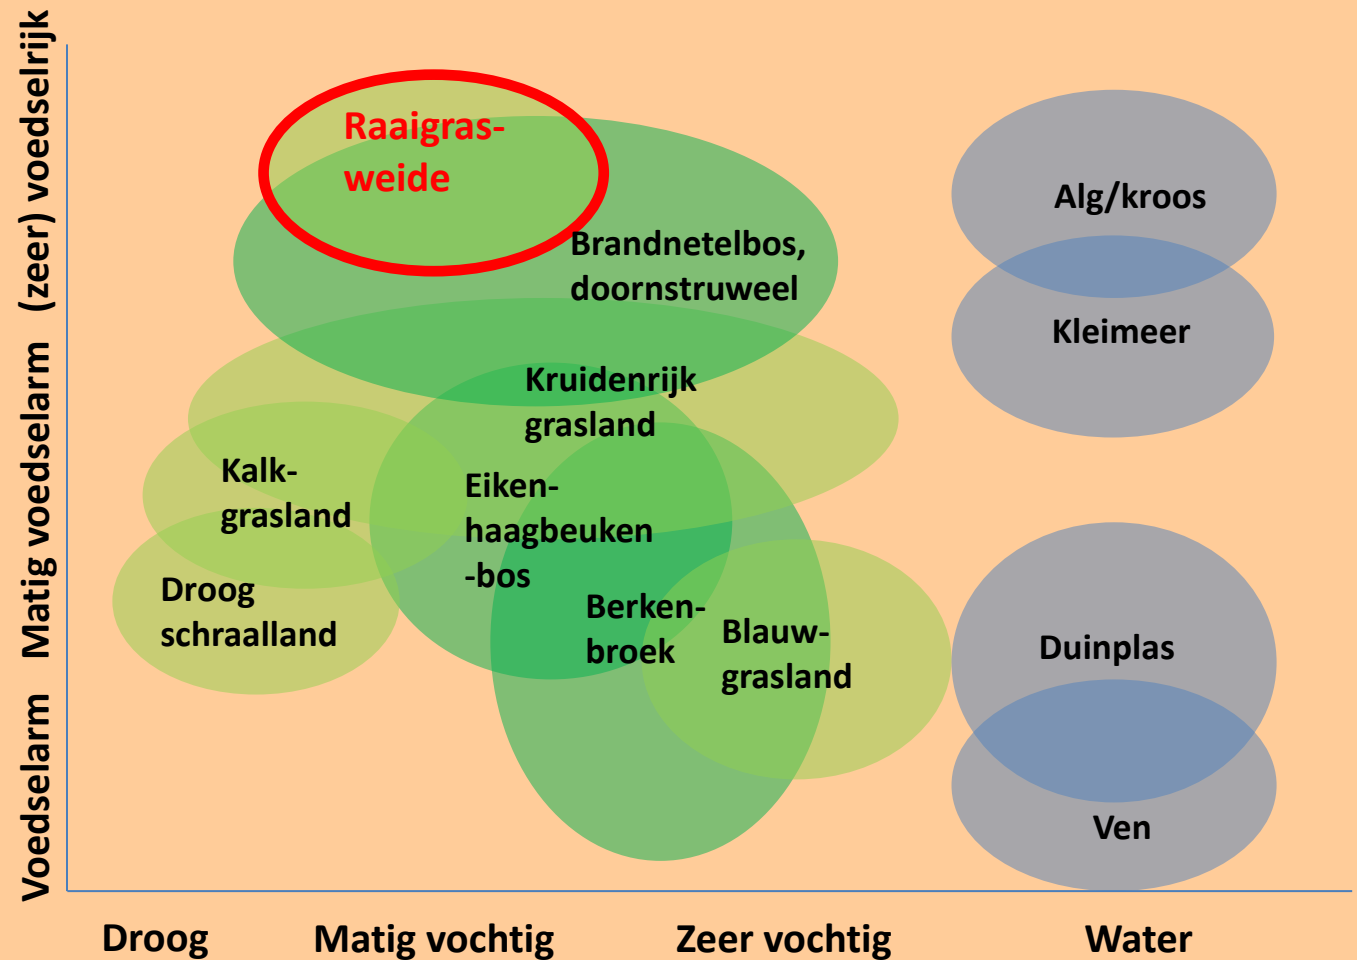 (zeer) voedselrijk
Matig voedselarm
Voedselarm
Raaigras-
weide
Brandnetelbos,
doornstruweel
Kruidenrijk
grasland
Kalk-
grasland
Eiken-
haagbeuken
-bos
Droog
schraalland
Berken-
broek
Blauw-
grasland
Alg/kroos
Kleimeer
Duinplas
Ven
Droog
Matig vochtig
Zeer vochtig
Water